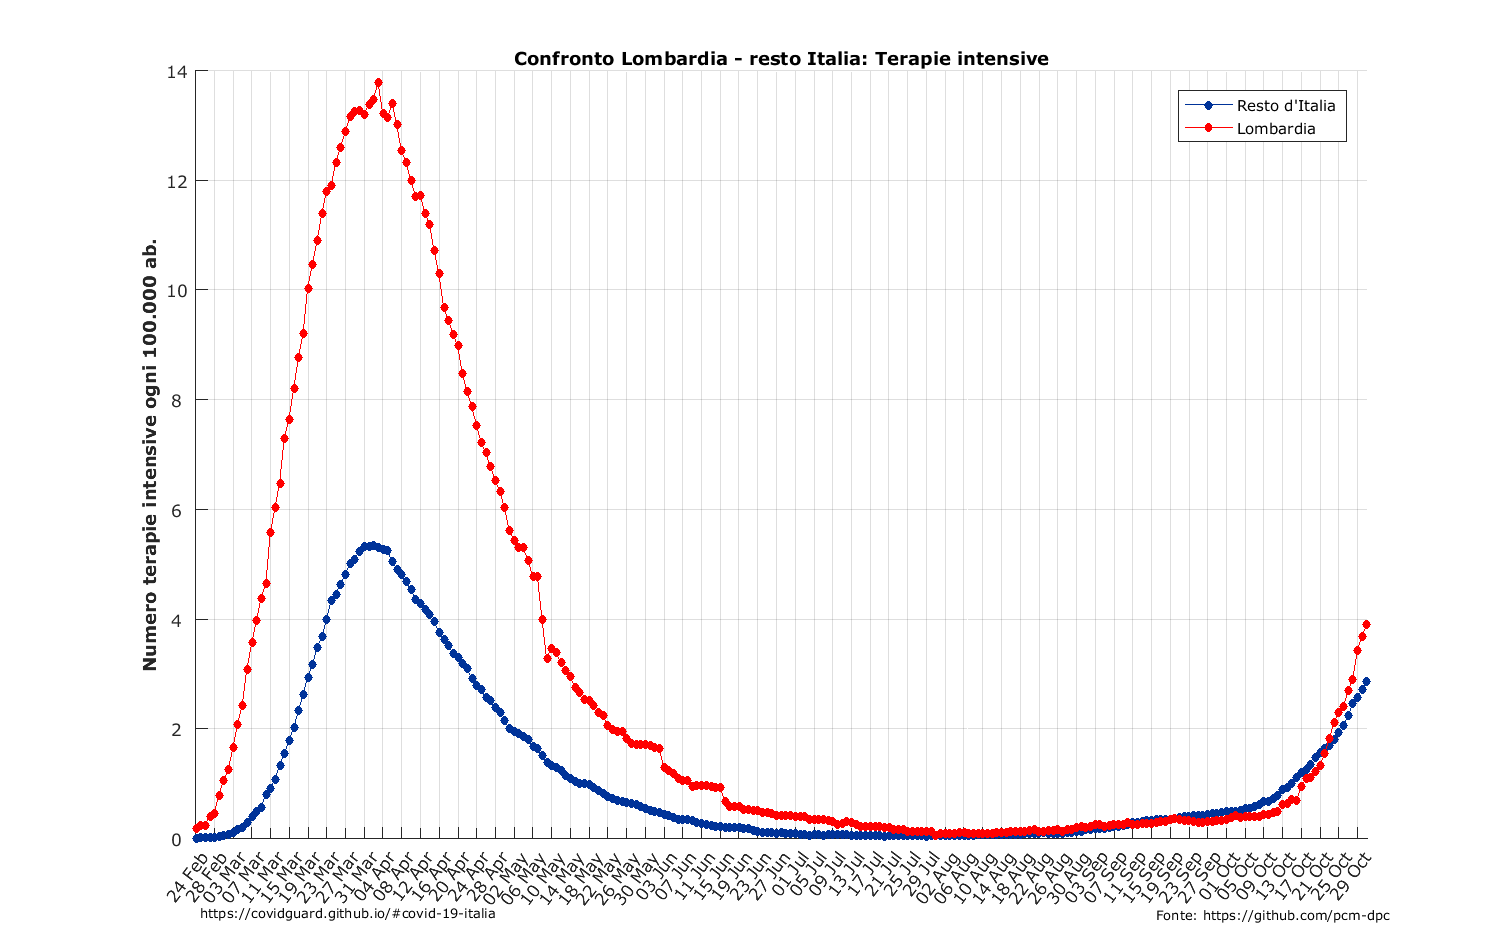 Confronto Lombardia - resto Italia: Terapie intensive
Resto d'Italia
Lombardia
Numero terapie intensive ogni 100.000 ab.
14
12
10
8
6
4
2
0
24 Feb
28 Feb
03 Mar
07 Mar
11 Mar
15 Mar
19 Mar
23 Mar
27 Mar
31 Mar
04 Apr
08 Apr
12 Apr
16 Apr
20 Apr
24 Apr
28 Apr
02 May
06 May
10 May
14 May
18 May
22 May
26 May
30 May
03 Jun
07 Jun
11 Jun
15 Jun
19 Jun
23 Jun
27 Jun
01 Jul
05 Jul
09 Jul
13 Jul
17 Jul
21 Jul
25 Jul
29 Jul
02 Aug
06 Aug
10 Aug
14 Aug
18 Aug
22 Aug
26 Aug
30 Aug
03 Sep
07 Sep
11 Sep
15 Sep
19 Sep
23 Sep
27 Sep
01 Oct
05 Oct
09 Oct
13 Oct
17 Oct
21 Oct
25 Oct
29 Oct
https://covidguard.github.io/#covid-19-italia
Fonte: https://github.com/pcm-dpc